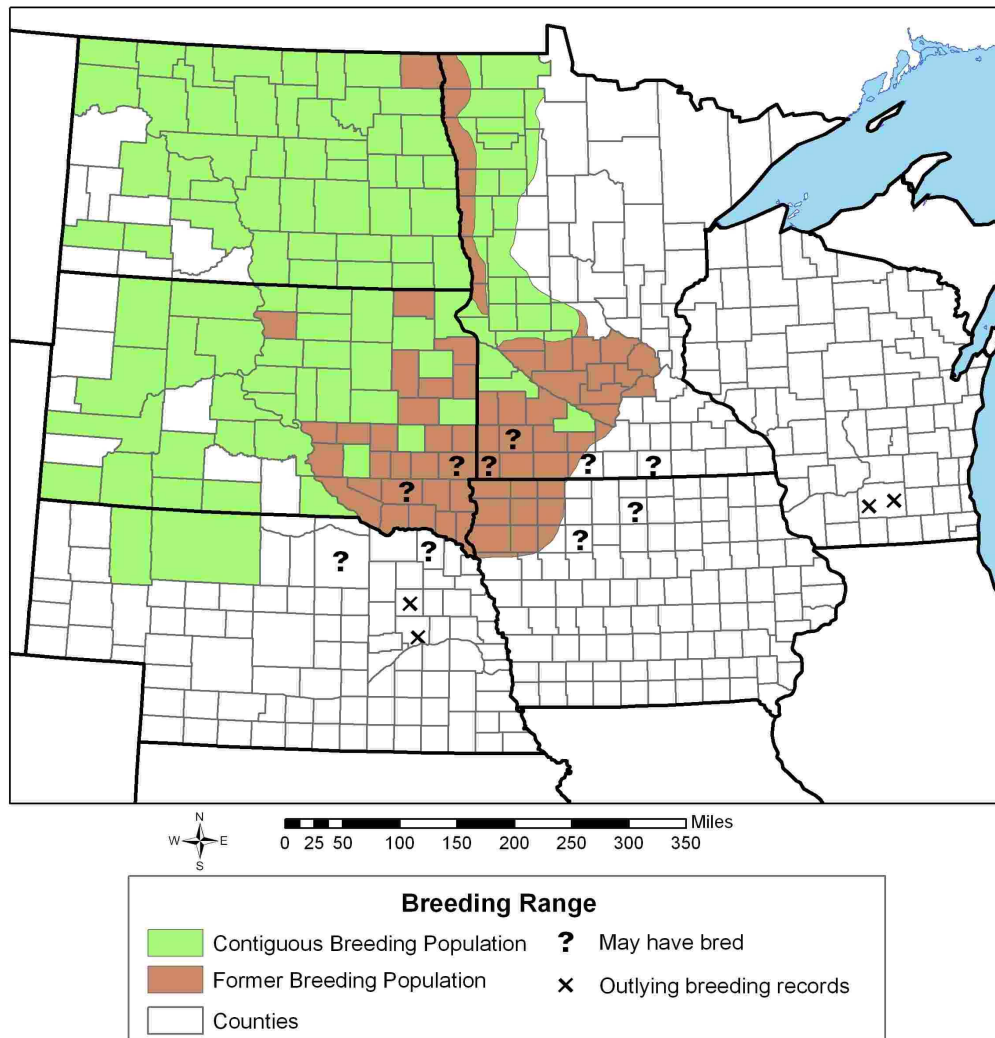 ?
?
?
?
?
?
?
?
?
?
N
W E
S
Miles
0 25 50 100 150 200 250 300 350
Breeding Range
Contiguous Breeding Population
? May have bred
Former Breeding Population
× Outlying breeding records
Counties